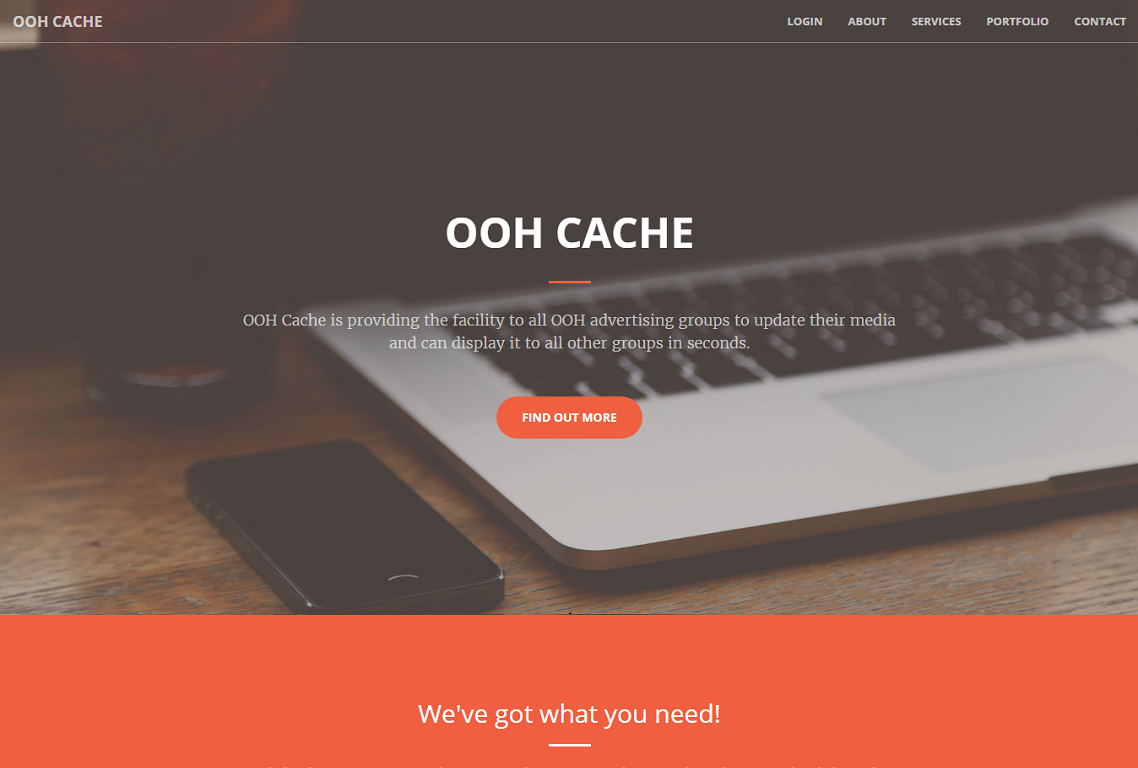 OOH CACHE
LOGIN ABOUT SERVICES PORTFOLIO CONTACT
OOH CACHE
OOH Cache is providing the facility to all OOH advertising groups to update their media
and can display it to all other groups in seconds.
FIND OUT MORE
We've got what you need!